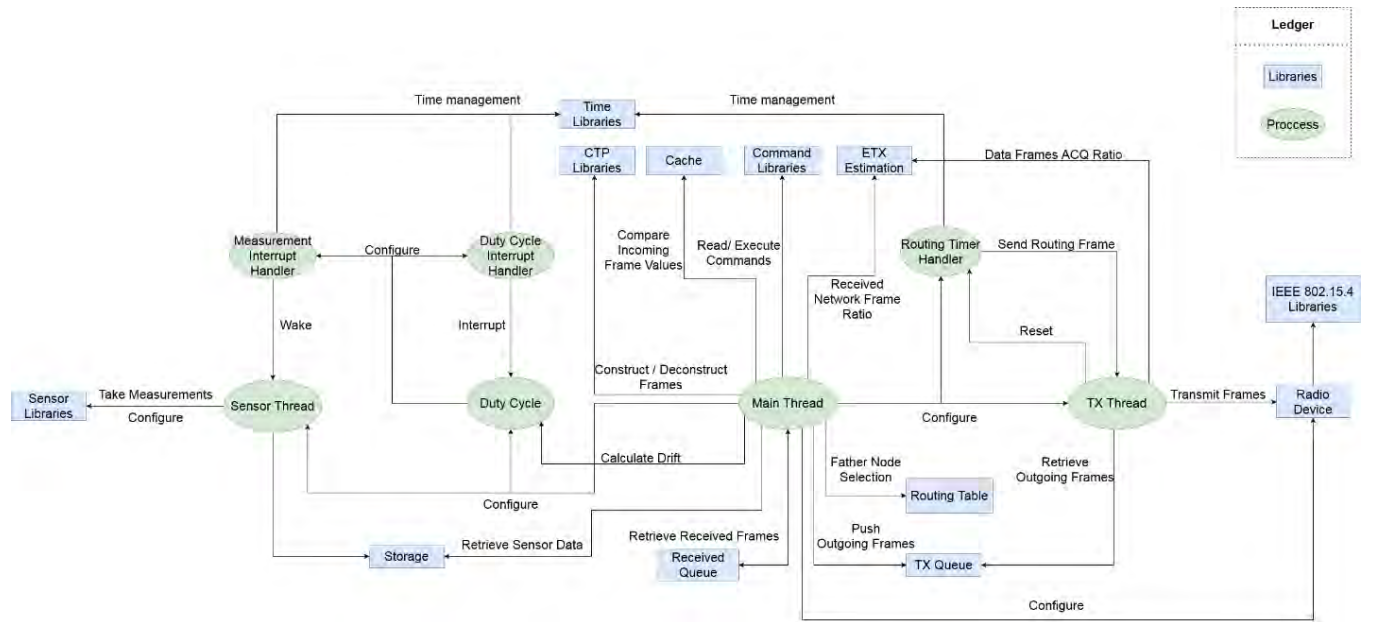 Ledger
Libraries
Proccess
Time management
Time
Libraries
Time management
CTP
Libraries
Cache
Command
Libraries
ETX
Estimation
Data Frames ACQ Ratio
Measurement
Interrupt
Handler
Configure
Duty Cycle
Interrupt
Handler
Compare
Incoming
Frame Values
Read/ Execute
Commands
Routing Timer
Handler
Send Routing Frame
Received
Network Frame
Ratio
IEEE 802.15.4
Libraries
Wake
Interrupt
Reset
Construct / Deconstruct
Frames
Sensor
Libraries
Take Measurements
Configure
Sensor Thread
Duty Cycle
Main Thread
Configure
TX Thread
Transmit Frames
Radio
Device
Calculate Drift
Father Node
Selection
Retrieve
Outgoing Frames
Configure
Routing Table
Storage
Retrieve Sensor Data
Retrieve Received Frames
Received
Queue
Push
Outgoing Frames
TX Queue
Configure